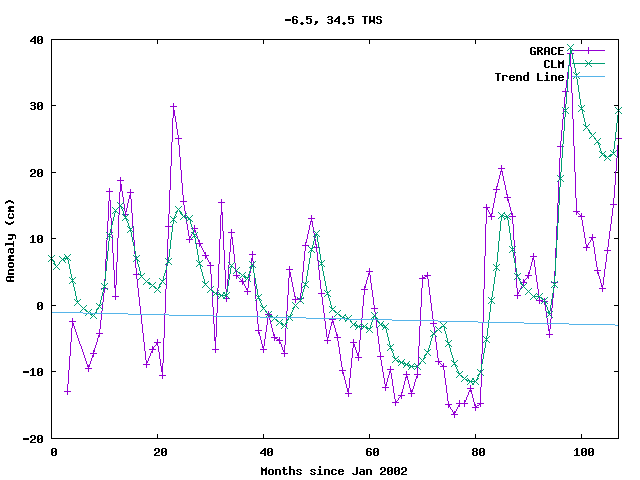 -6.5, 34.5 TWS
GRACE
CLM
Trend Line
40
30
20
10
0
-10
-20
Anomaly (cm)
0 20 40 60 80 100
Months since Jan 2002